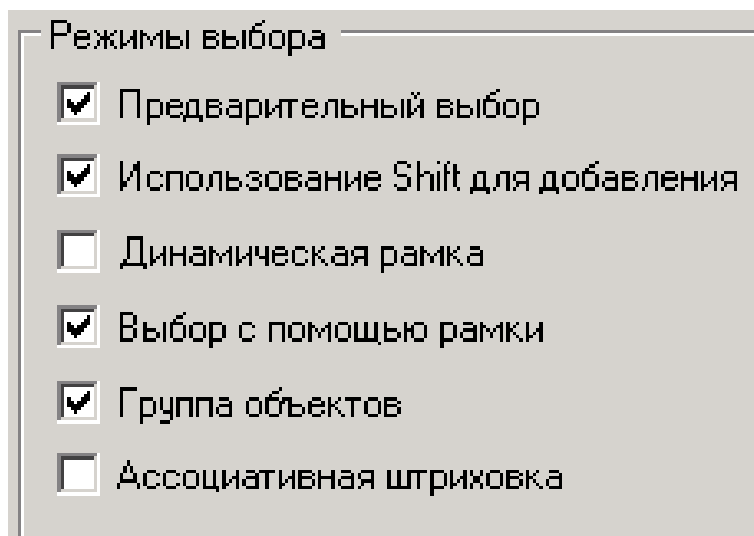 Режимы выбора
Предварительный выбор
Использование Shift для добавления
Динамическая рамка
Выбор с помощью рамки
Группа объектов
Ассоциативная штриховка